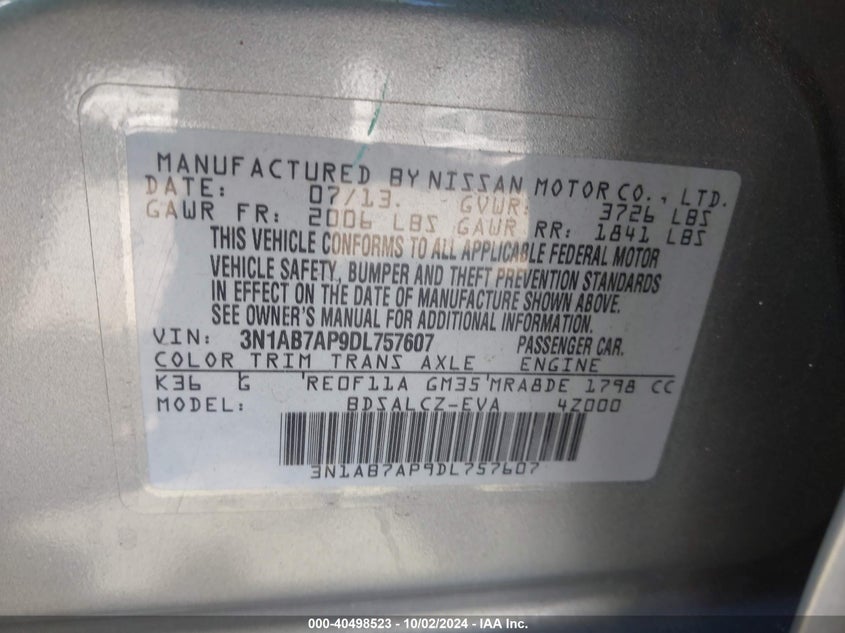 MANUFACTURED BY NISSAN MOTOR CO., LTD.
DATE: 07/13. GVWR: 3726 LBS
GAWR FR: 2006 LBS GAWR RR: 1841 LBS
THIS VEHICLE CONFORMS TO ALL APPLICABLE FEDERAL MOTOR
VEHICLE SAFETY, BUMPER AND THEFT PREVENTION STANDARDS
IN EFFECT ON THE DATE OF MANUFACTURE SHOWN ABOVE.
SEE OWNER'S MANUAL FOR ADDITIONAL INFORMATION.
VIN: 3N1AB7AP9DL757607 PASSENGER CAR.
COLOR TRIM TRANS AXLE ENGINE
K36 G RE0F11A GM35 MRA8DE 1798 CC
MODEL: BDSALCZ-EVA 4Z000
3N1AB7AP9DL757607
000-40498523 - 10/02/2024 - IAA Inc.